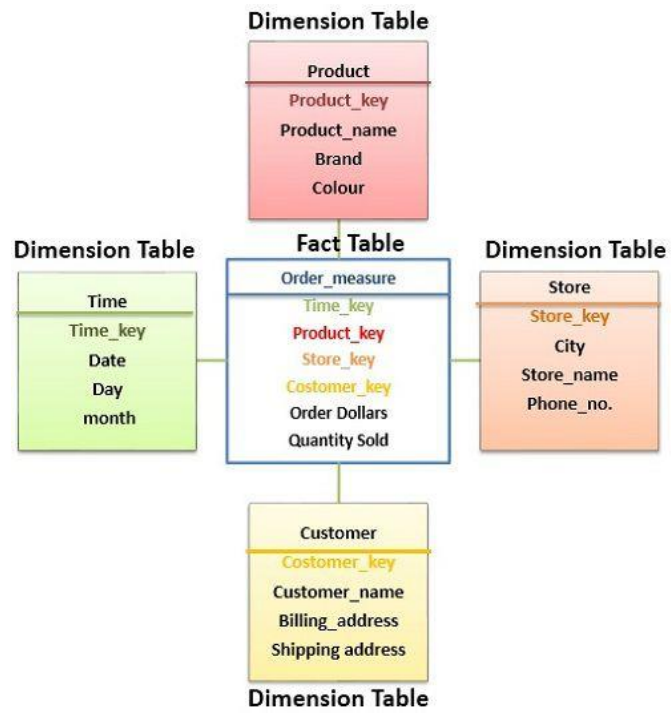 Dimension Table
Product
Product_key
Product_name
Brand
Colour
Dimension Table
Time
Time_key
Date
Day
month
Fact Table
Order_measure
Time_key
Product_key
Store_key
Costomer_key
Order Dollars
Quantity Sold
Dimension Table
Store
Store_key
City
Store_name
Phone_no.
Customer
Costomer_key
Customer_name
Billing_address
Shipping address
Dimension Table